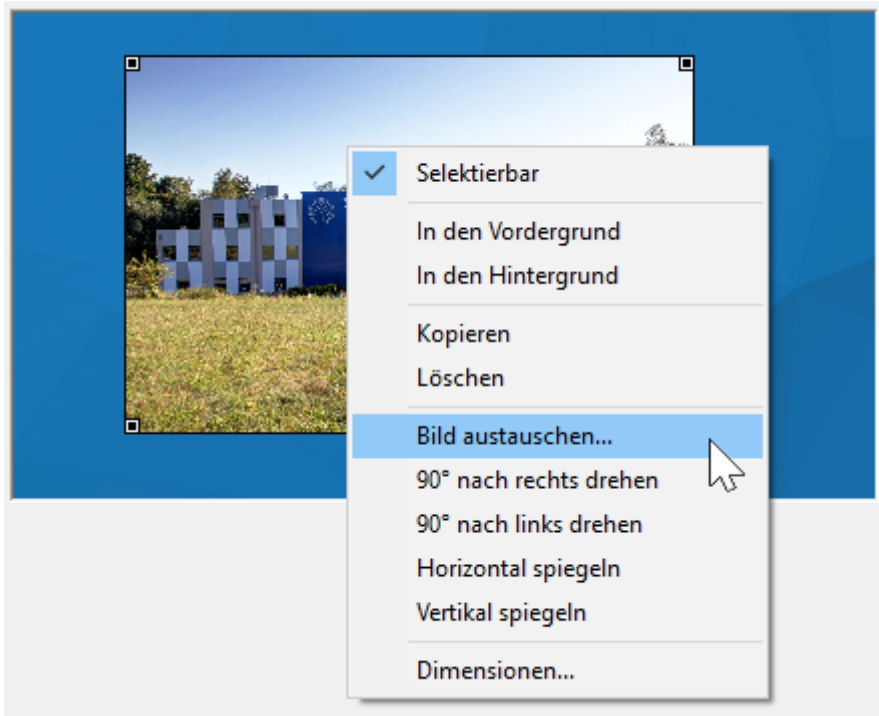 Selektierbar
In den Vordergrund
In den Hintergrund
Kopieren
Löschen
Bild austauschen...
90° nach rechts drehen
90° nach links drehen
Horizontal spiegeln
Vertikal spiegeln
Dimensionen...